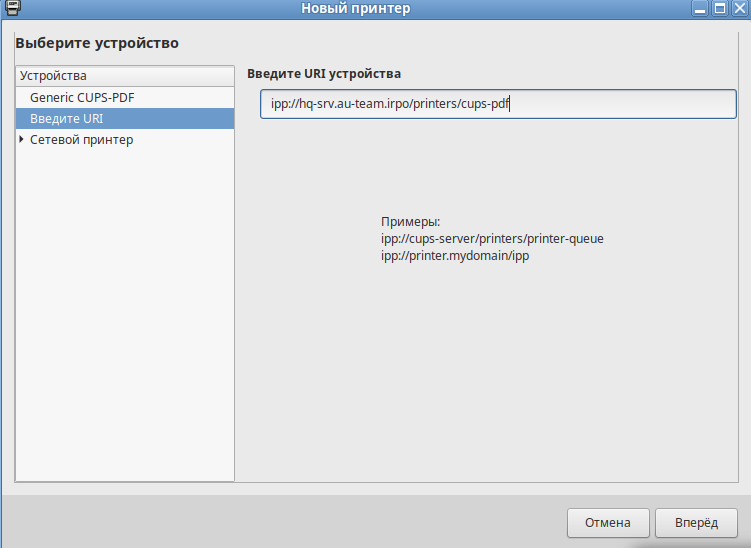 Новый принтер
Выберите устройство
Устройства
Generic CUPS-PDF
Введите URI
Сетевой принтер
Введите URI устройства
ipp://hq-srv.au-team.irpo/printers/cups-pdf
Примеры:
ipp://cups-server/printers/printer-queue
ipp://printer.mydomain/ipp
Отмена
Вперёд